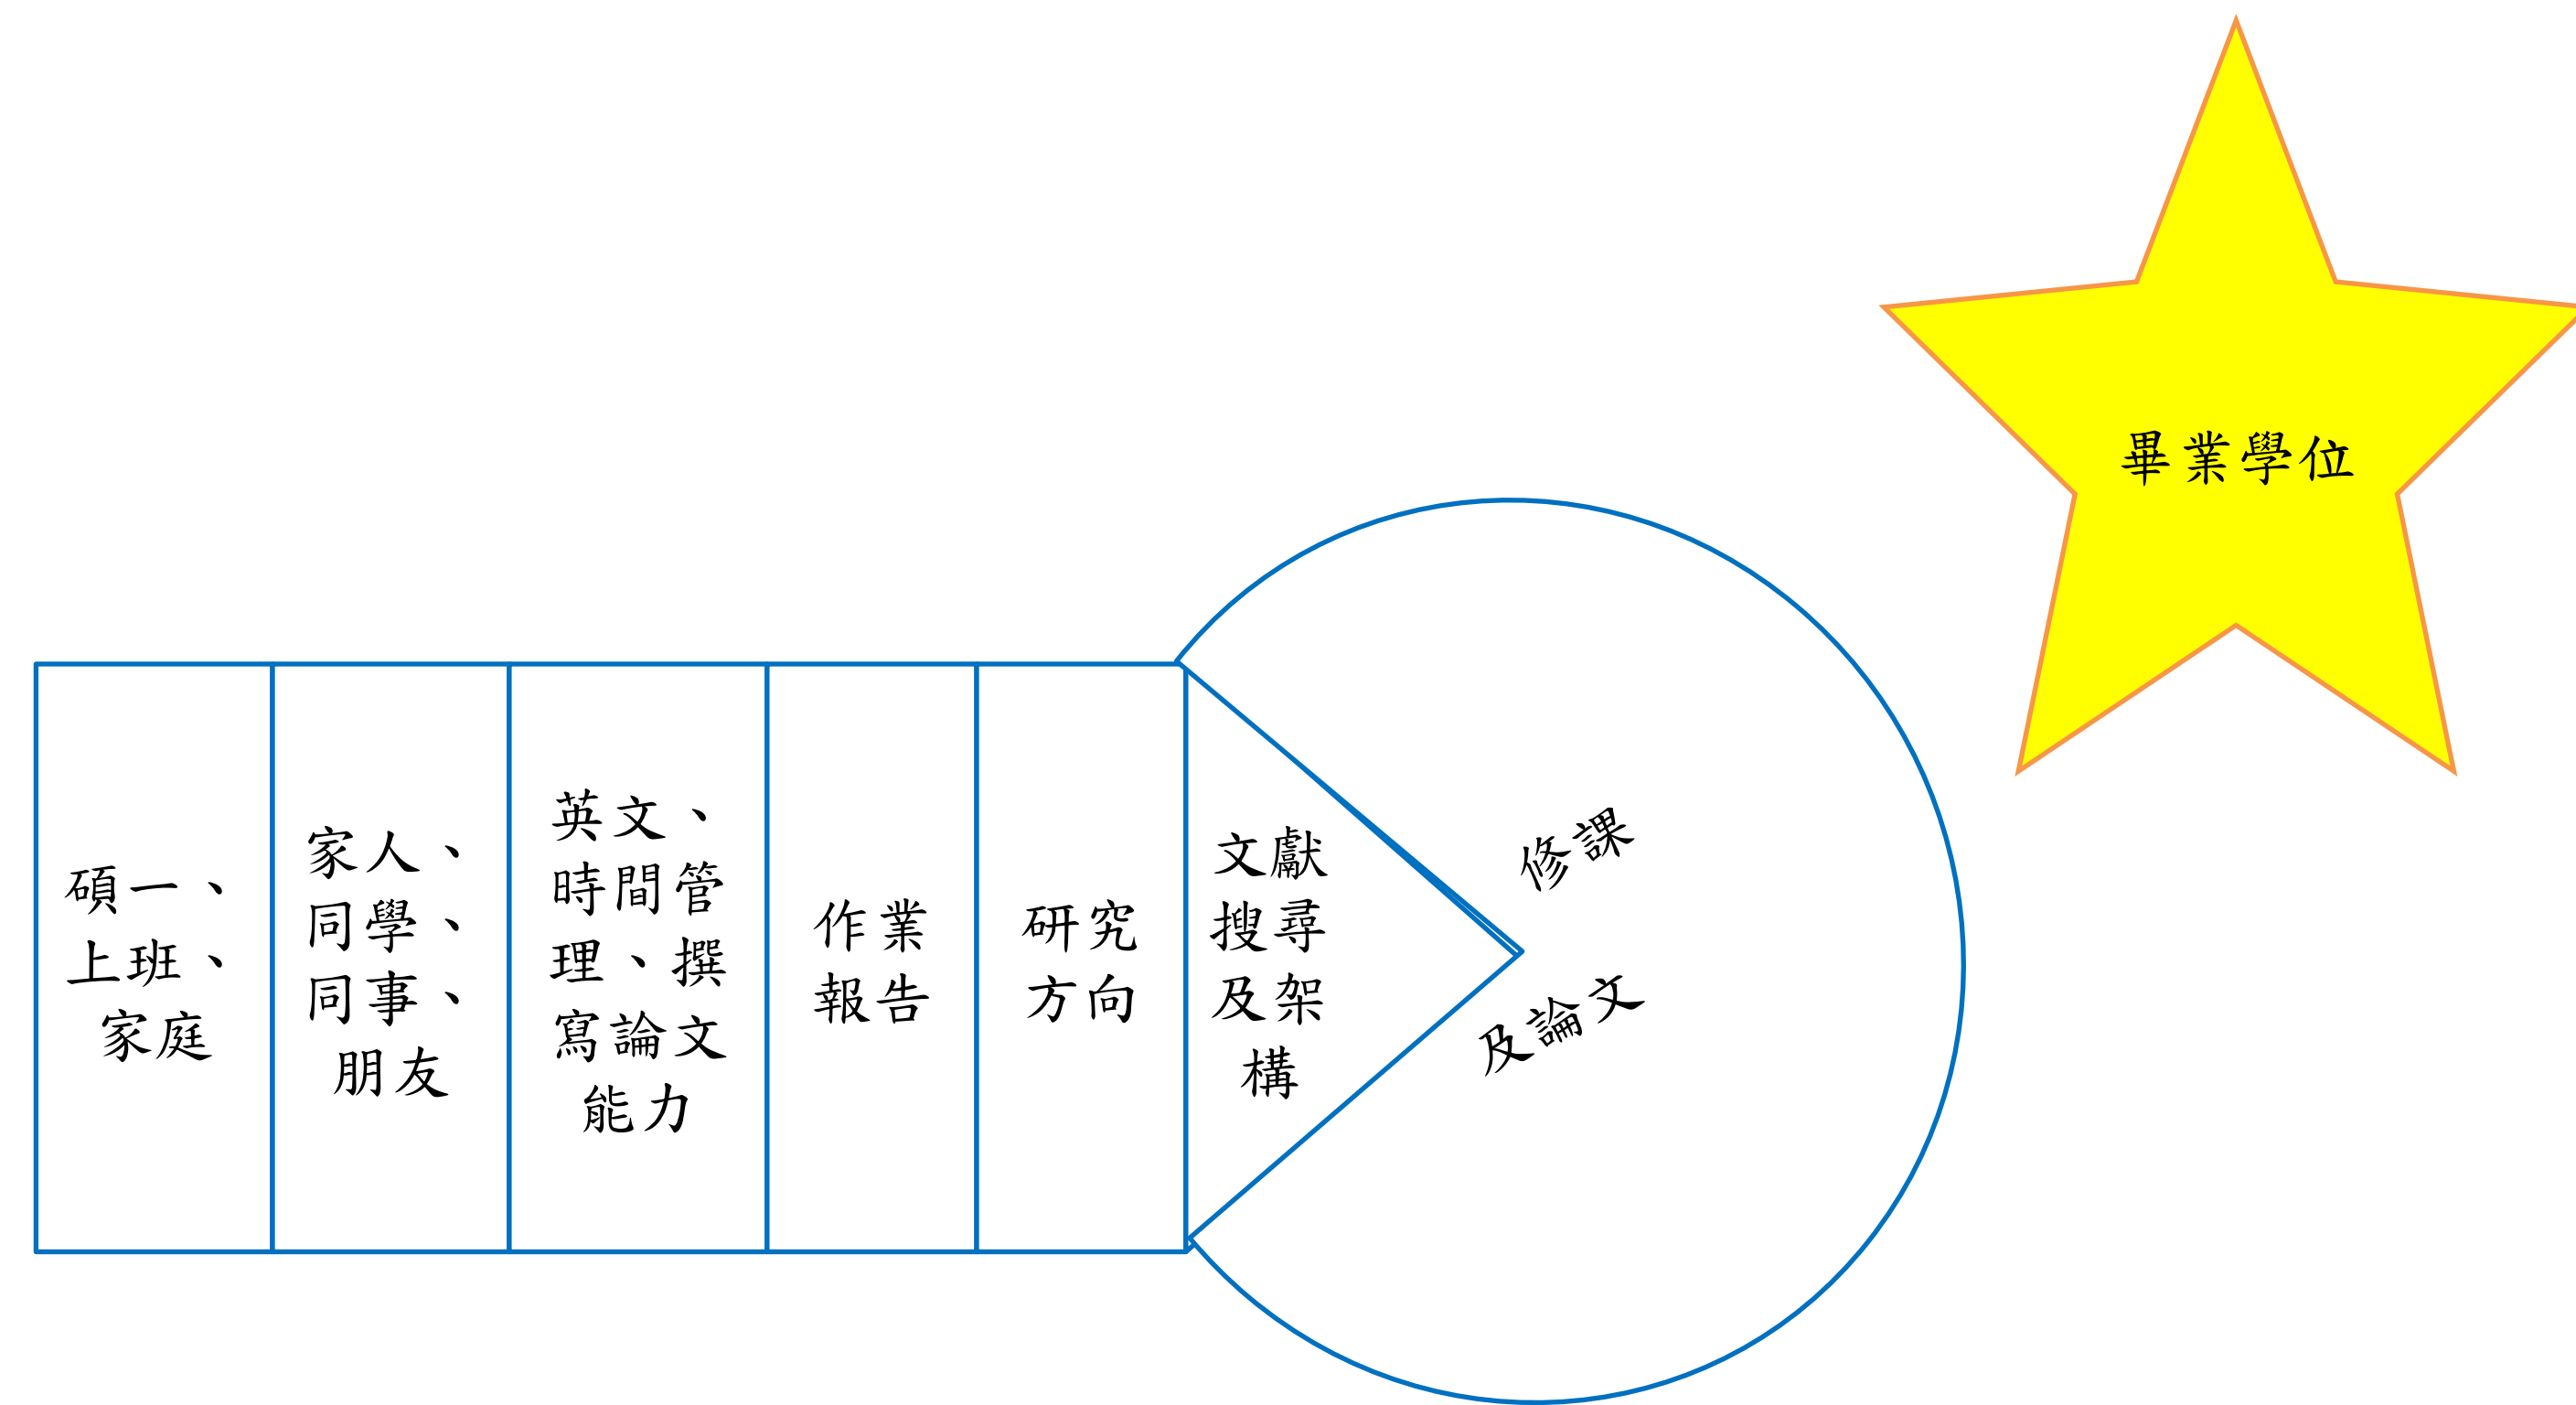 碩一、
上班、
家庭
家人、
同學、
同事、
朋友
英文、
時間管
理、撰
寫論文
能力
作業
報告
研究
方向
文獻
搜尋
及架
構
修課
及論文
畢業學位